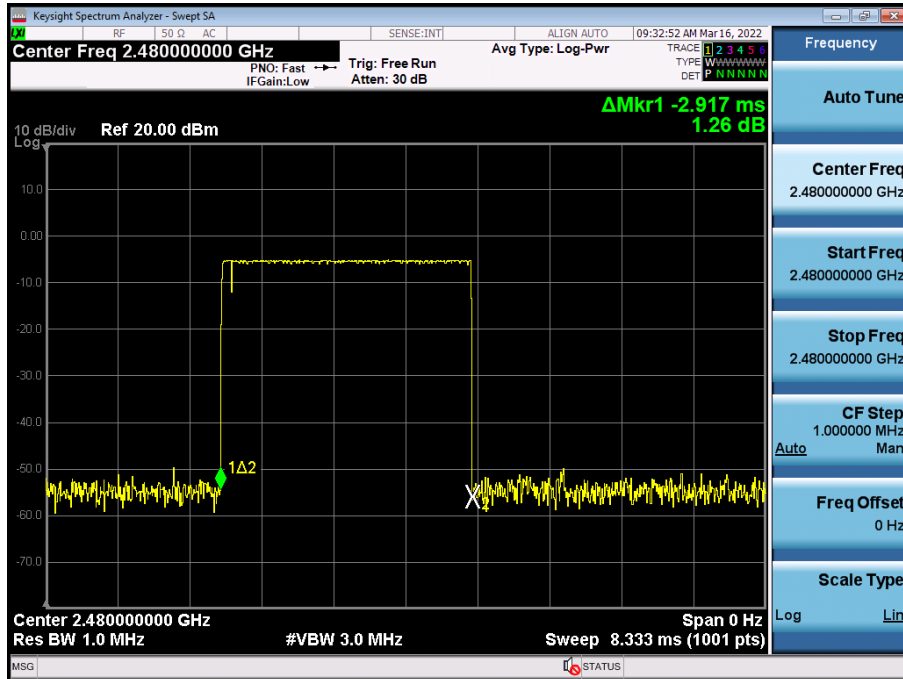 Keysight Spectrum Analyzer - Swept SA
LXI RF 50 Ω AC SENSE:INT ALIGN AUTO 09:32:52 AM Mar 16, 2022
Center Freq 2.480000000 GHz
PNO: Fast
IFGain:Low
Trig: Free Run
Atten: 30 dB
Avg Type: Log-Pwr
TRACE 1 2 3 4 5 6
TYPE WWWWWW
DET P N N N N N
ΔMkr1 -2.917 ms
1.26 dB
10 dB/div Ref 20.00 dBm
Log
10.0
0.00
-10.0
-20.0
-30.0
-40.0
-50.0
-60.0
-70.0
1Δ2
2
Center 2.480000000 GHz Span 0 Hz
Res BW 1.0 MHz #VBW 3.0 MHz Sweep 8.333 ms (1001 pts)
MSG STATUS
Frequency
Auto Tune
Center Freq
2.480000000 GHz
Start Freq
2.480000000 GHz
Stop Freq
2.480000000 GHz
CF Step
1.000000 MHz
Auto Man
Freq Offset
0 Hz
Scale Type
Log Lin